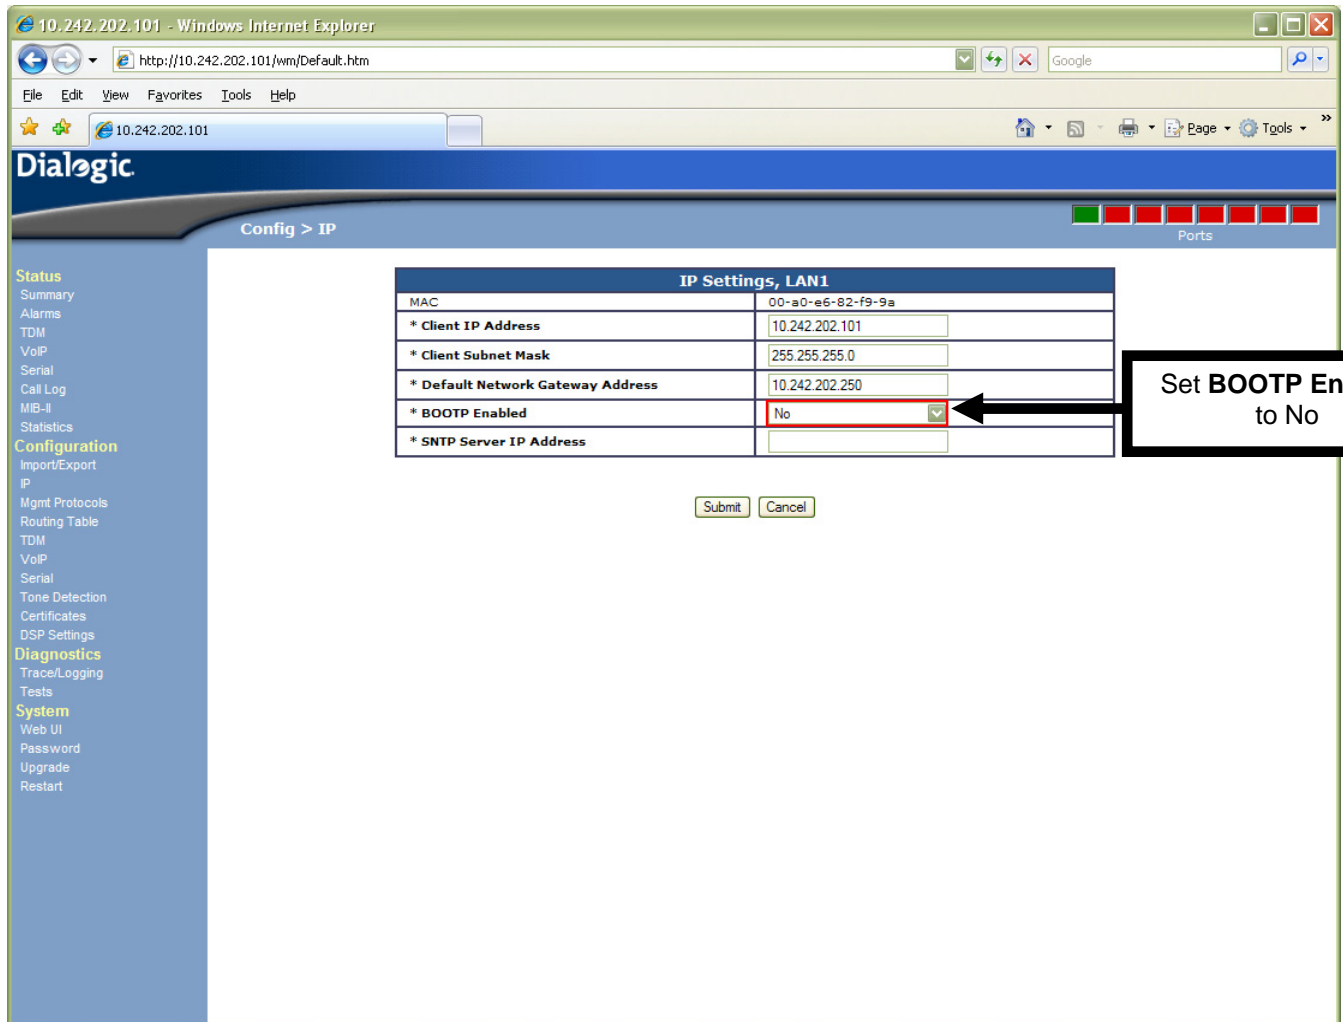 10.242.202.101 - Windows Internet Explorer
http://10.242.202.101/wm/Default.htm
Google
File Edit View Favorites Tools Help
10.242.202.101
Page Tools »
Dialogic.
Config > IP
Ports
Status
Summary
Alarms
TDM
VoIP
Serial
Call Log
MIB-II
Statistics
Configuration
Import/Export
IP
Mgmt Protocols
Routing Table
TDM
VoIP
Serial
Tone Detection
Certificates
DSP Settings
Diagnostics
Trace/Logging
Tests
System
Web UI
Password
Upgrade
Restart
IP Settings, LAN1
MAC 00-a0-e6-82-f9-9a
* Client IP Address 10.242.202.101
* Client Subnet Mask 255.255.255.0
* Default Network Gateway Address 10.242.202.250
* BOOTP Enabled No
* SNTP Server IP Address
Submit Cancel
Set BOOTP En
to No